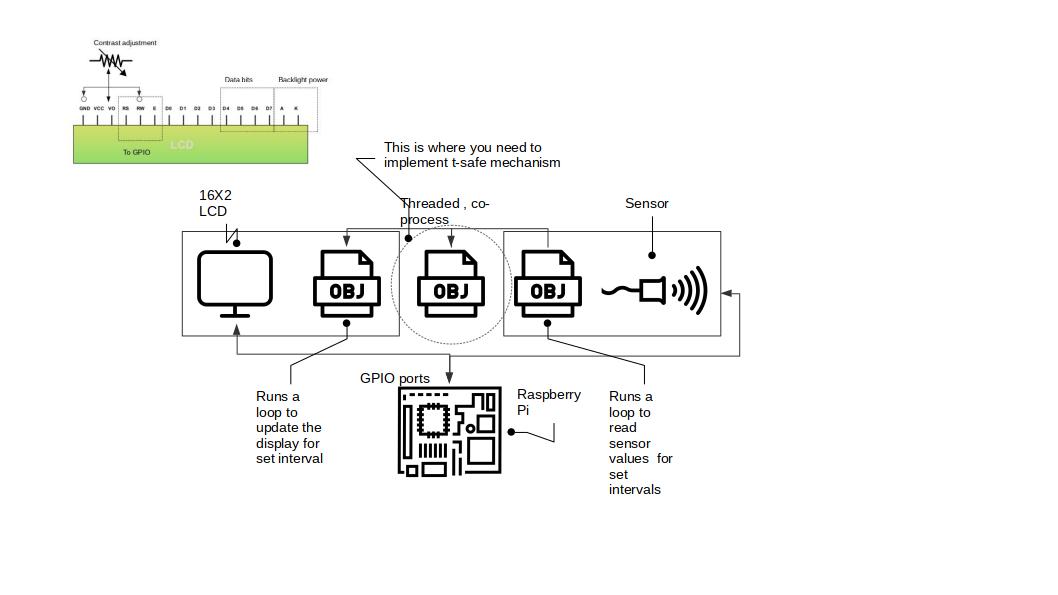 Contrast adjustment
Data bits
Backlight power
GND VCC VO RS RW E D0 D1 D2 D3 D4 D5 D6 D7 A K
LCD
To GPIO
This is where you need to
implement t-safe mechanism
16X2
LCD
Threaded , co-
process
Sensor
OBJ
OBJ
OBJ
GPIO ports
Raspberry
Pi
Runs a
loop to
update the
display for
set interval
Runs a
loop to
read
sensor
values for
set
intervals